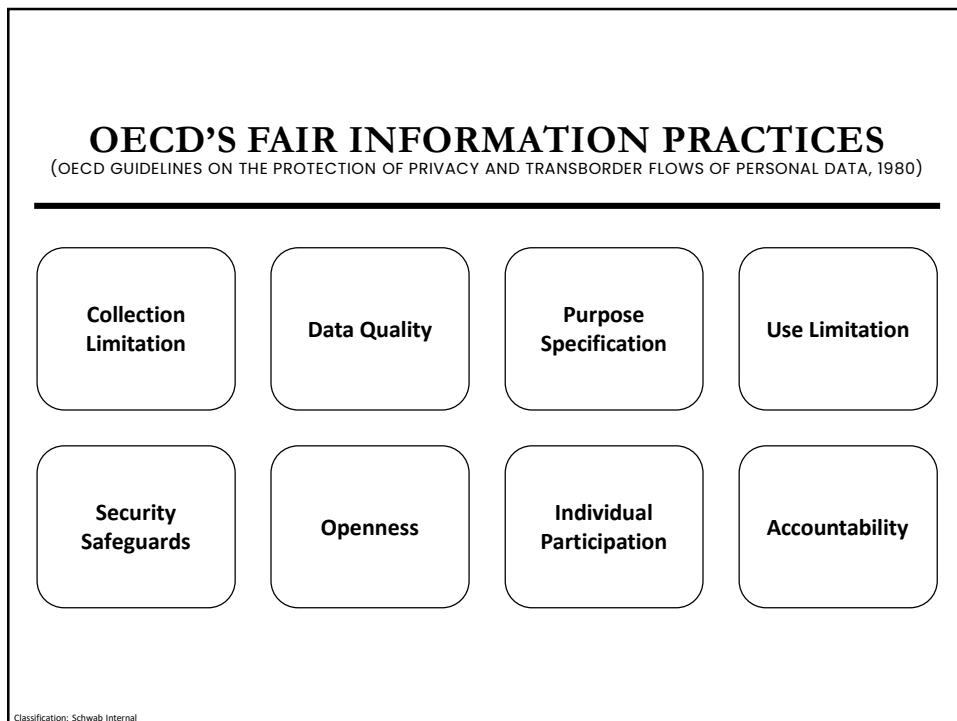 OECD'S FAIR INFORMATION PRACTICES
(OECD GUIDELINES ON THE PROTECTION OF PRIVACY AND TRANSBORDER FLOWS OF PERSONAL DATA, 1980)
Collection
Limitation
Data Quality
Purpose
Specification
Use Limitation
Security
Safeguards
Openness
Individual
Participation
Accountability
Classification: Schwab Internal